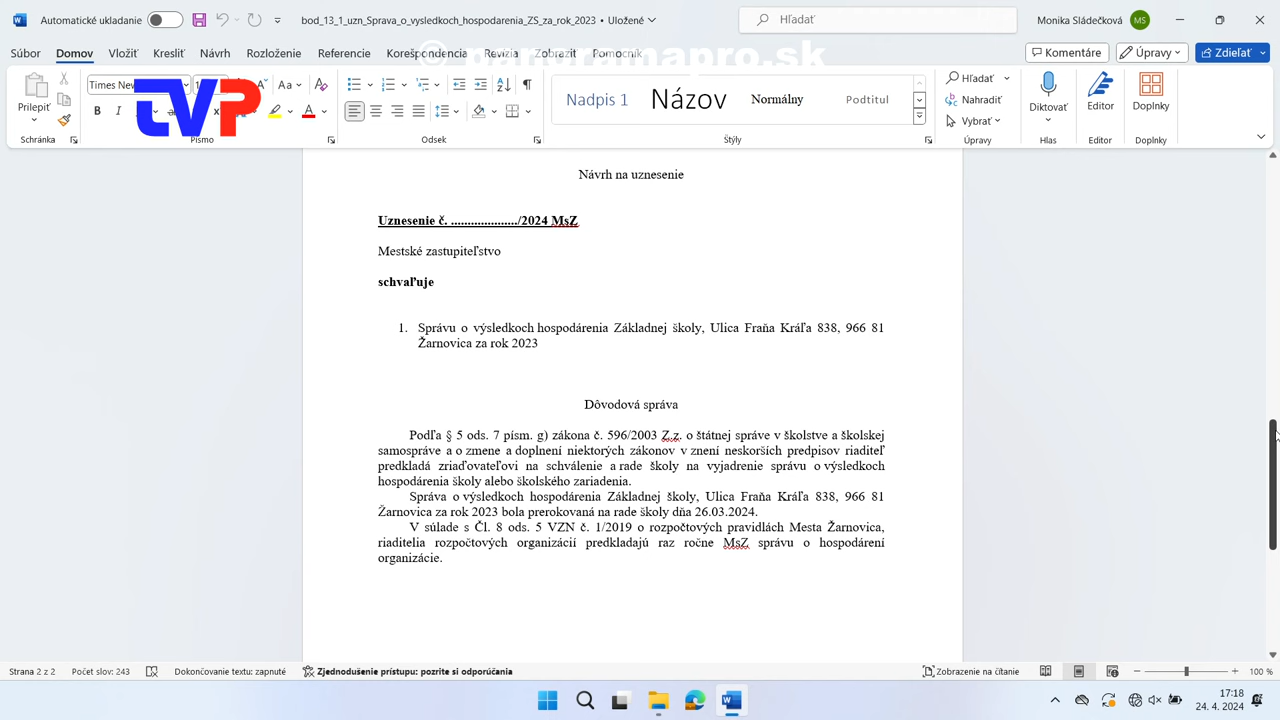 Automatické ukladanie
bod_13_1_uzn_Sprava_o_vysledkoch_hospodarenia_ZS_za_rok_2023 • Uložené
Hľadať
Monika Sládečková MS
Súbor Domov Vložiť Kresliť Návrh Rozloženie Referencie Korešpondencia Revízia Zobraziť Pomocník
Komentáre Úpravy Zdieľať
© panoramapro.sk
TVP
Prilepiť
Times New
Nadpis 1 Názov Normálny Podtitul
Hľadať
Nahradiť
Vybrať
Diktovať
Editor
Doplnky
Schránka Písmo Odsek Štýly Úpravy Hlas Editor Doplnky
Návrh na uznesenie
Uznesenie č. ...................../2024 MsZ
Mestské zastupiteľstvo
schvaľuje
1. Správu o výsledkoch hospodárenia Základnej školy, Ulica Fraňa Kráľa 838, 966 81
Žarnovica za rok 2023
Dôvodová správa
Podľa § 5 ods. 7 písm. g) zákona č. 596/2003 Z.z. o štátnej správe v školstve a školskej
samospráve a o zmene a doplnení niektorých zákonov v znení neskorších predpisov riaditeľ
predkladá zriaďovateľovi na schválenie a rade školy na vyjadrenie správu o výsledkoch
hospodárenia školy alebo školského zariadenia.
Správa o výsledkoch hospodárenia Základnej školy, Ulica Fraňa Kráľa 838, 966 81
Žarnovica za rok 2023 bola prerokovaná na rade školy dňa 26.03.2024.
V súlade s Čl. 8 ods. 5 VZN č. 1/2019 o rozpočtových pravidlách Mesta Žarnovica,
riaditelia rozpočtových organizácií predkladajú raz ročne MsZ správu o hospodárení
organizácie.
Strana 2 z 2 Počet slov: 243 Dokončovanie textu: zapnuté Zjednodušenie prístupu: pozrite si odporúčania Zobrazenie na čítanie 100 %
17:18
24. 4. 2024